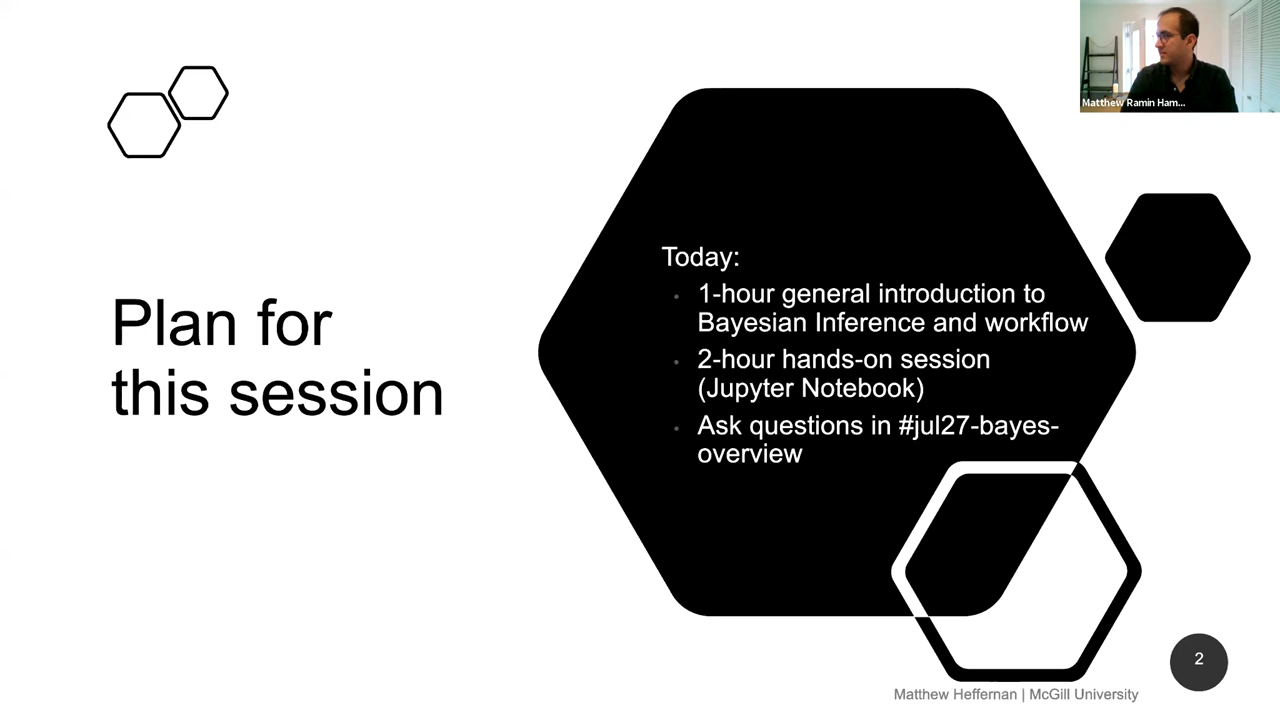 Matthew Ramin Ham...
Plan for
this session
Today:
• 1-hour general introduction to
Bayesian Inference and workflow
• 2-hour hands-on session
(Jupyter Notebook)
• Ask questions in #jul27-bayes-
overview
2
Matthew Heffernan | McGill University